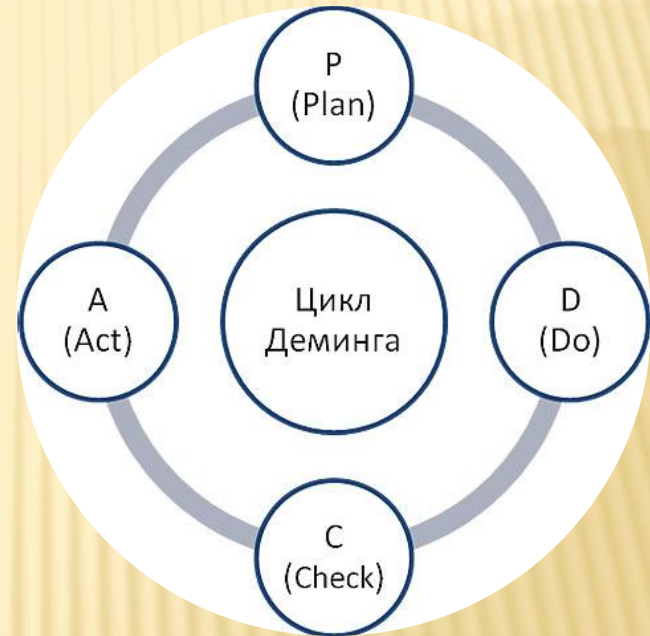 P
(Plan)
A
(Act)
Цикл
Деминга
D
(Do)
C
(Check)